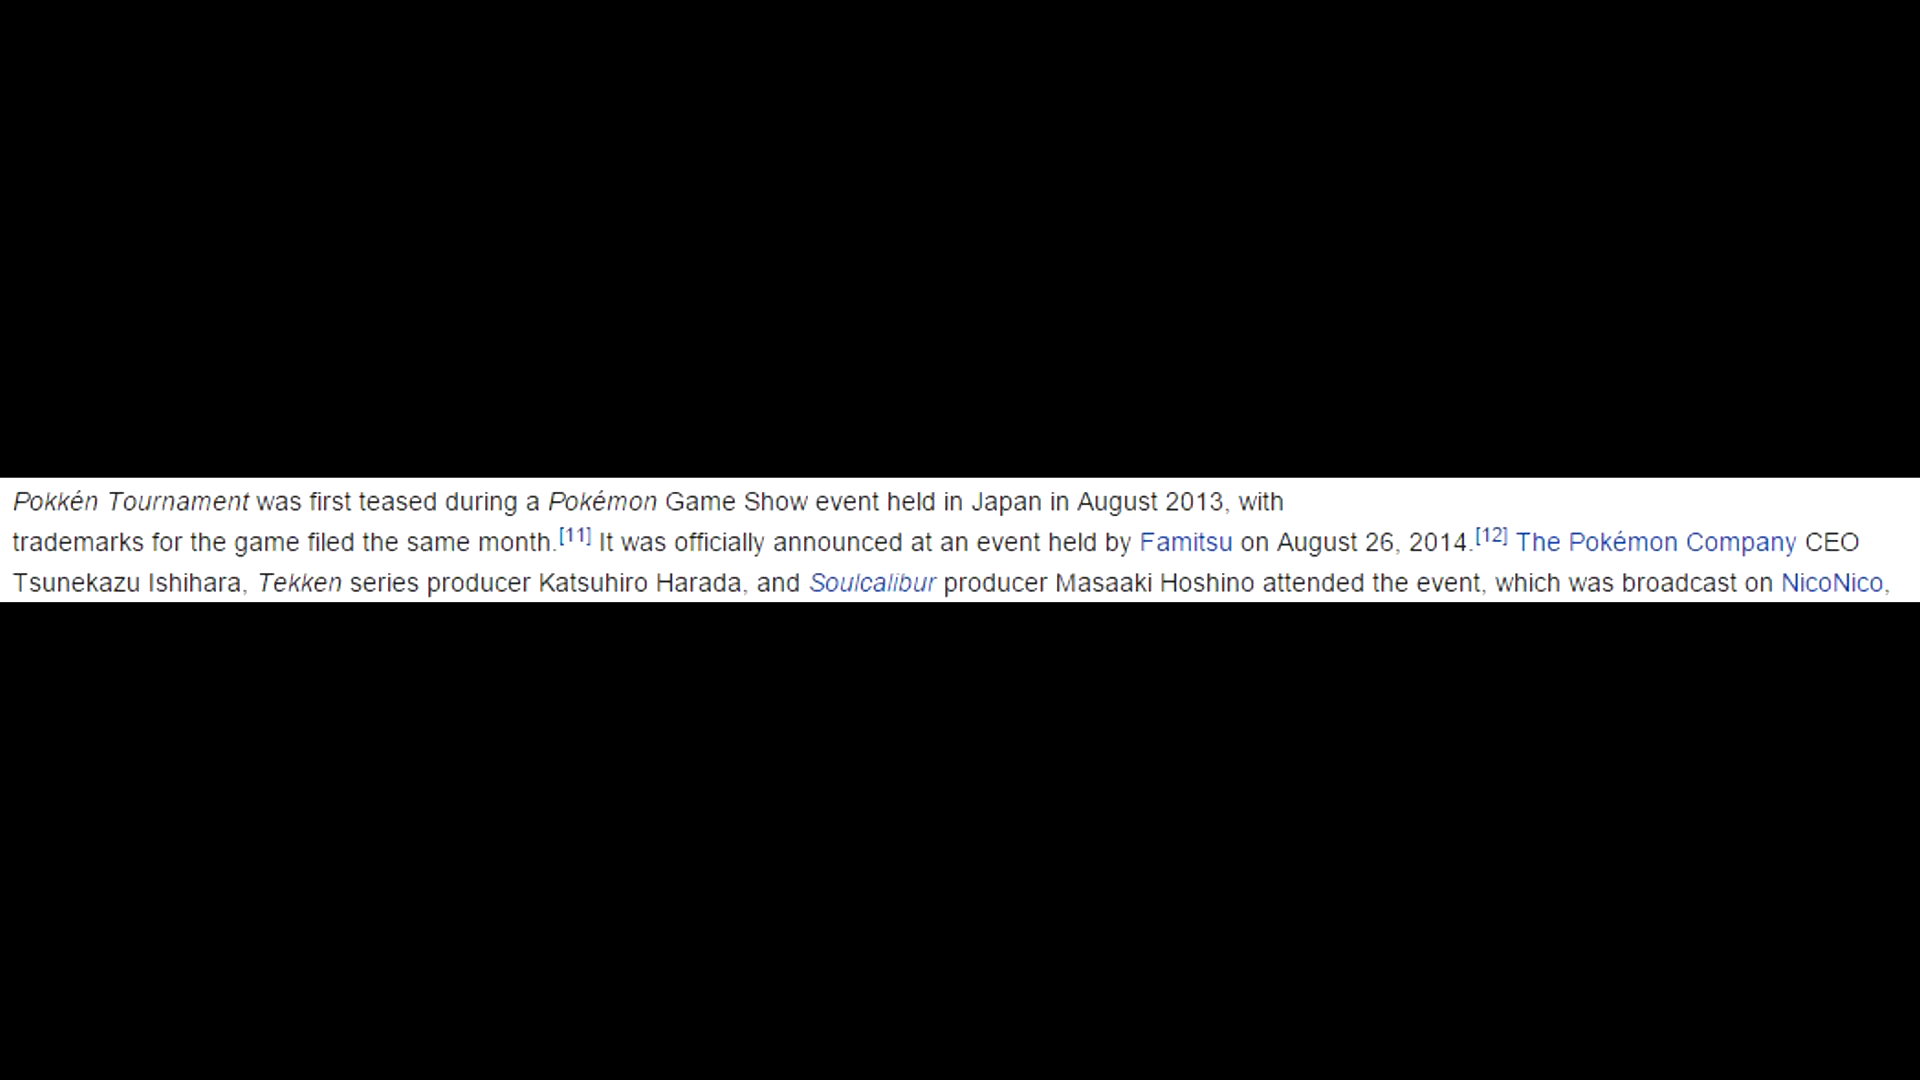 Pokkén Tournament was first teased during a Pokémon Game Show event held in Japan in August 2013, with
trademarks for the game filed the same month.[11] It was officially announced at an event held by Famitsu on August 26, 2014.[12] The Pokémon Company CEO
Tsunekazu Ishihara, Tekken series producer Katsuhiro Harada, and Soulcalibur producer Masaaki Hoshino attended the event, which was broadcast on NicoNico,